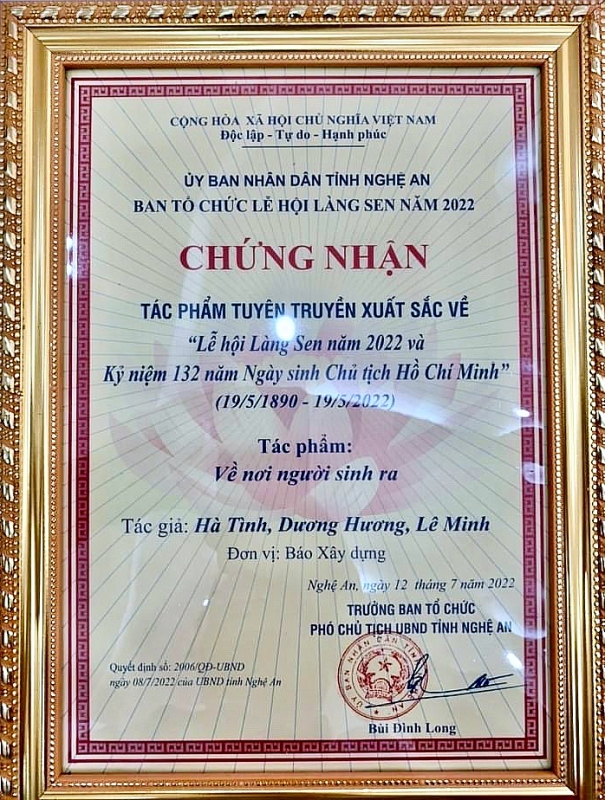 CỘNG HÒA XÃ HỘI CHỦ NGHĨA VIỆT NAM
Độc lập - Tự do - Hạnh phúc
ỦY BAN NHÂN DÂN TỈNH NGHỆ AN
BAN TỔ CHỨC LỄ HỘI LÀNG SEN NĂM 2022
CHỨNG NHẬN
TÁC PHẨM TUYÊN TRUYỀN XUẤT SẮC VỀ
"Lễ hội Làng Sen năm 2022 và
Kỷ niệm 132 năm Ngày sinh Chủ tịch Hồ Chí Minh"
(19/5/1890 - 19/5/2022)
Tác phẩm:
Về nơi người sinh ra
Tác giả: Hà Tình, Dương Hương, Lê Minh
Đơn vị: Báo Xây dựng
Nghệ An, ngày 12 tháng 7 năm 2022
TRƯỞNG BAN TỔ CHỨC
PHÓ CHỦ TỊCH UBND TỈNH NGHỆ AN
Quyết định số: 2006/QĐ-UBND
ngày 08/7/2022 của UBND tỉnh Nghệ An
ỦY BAN NHÂN DÂN TỈNH
Bùi Đình Long